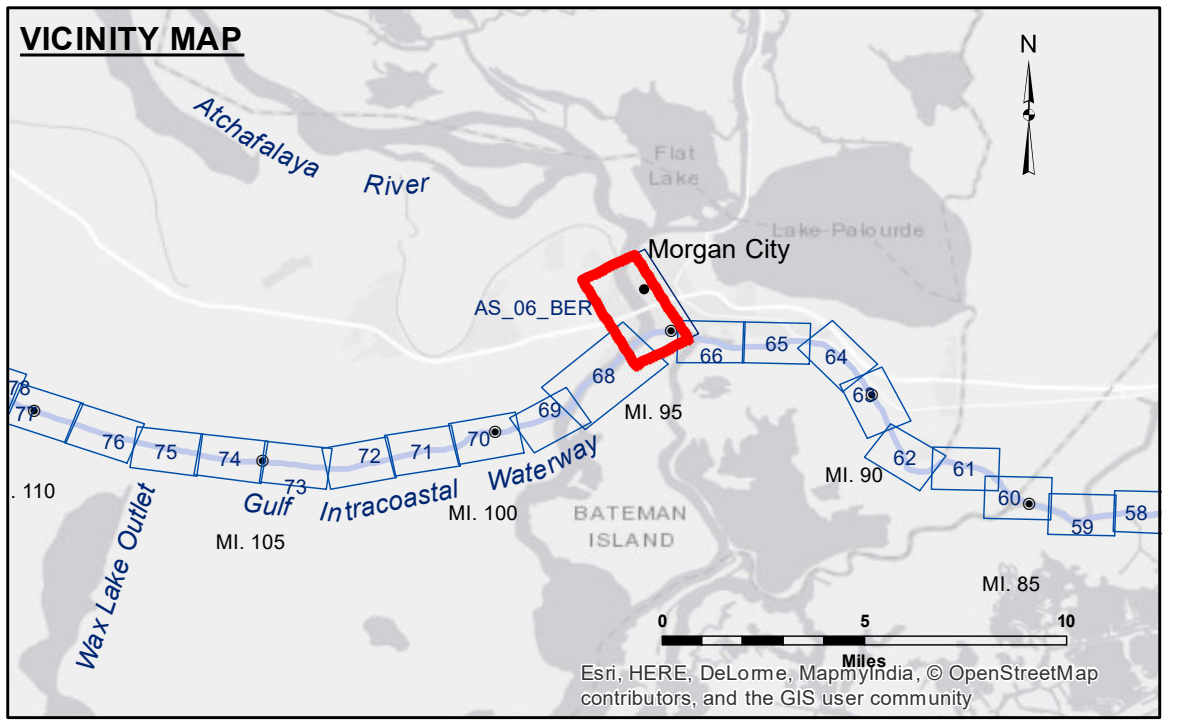 VICINITY MAP
N
Atchafalaya
River
Flat
Lake
Lake Palourde
Morgan City
AS_06_BER
66
65
64
68
63
78
77
76
75
74
73
72
71
70
69
MI. 95
62
61
60
59
58
MI. 90
. 110
Gulf Intracoastal Waterway
MI. 100
MI. 105
Wax Lake Outlet
BATEMAN
ISLAND
MI. 85
0 5 10
Miles
Esri, HERE, DeLorme, MapmyIndia, © OpenStreetMap
contributors, and the GIS user community